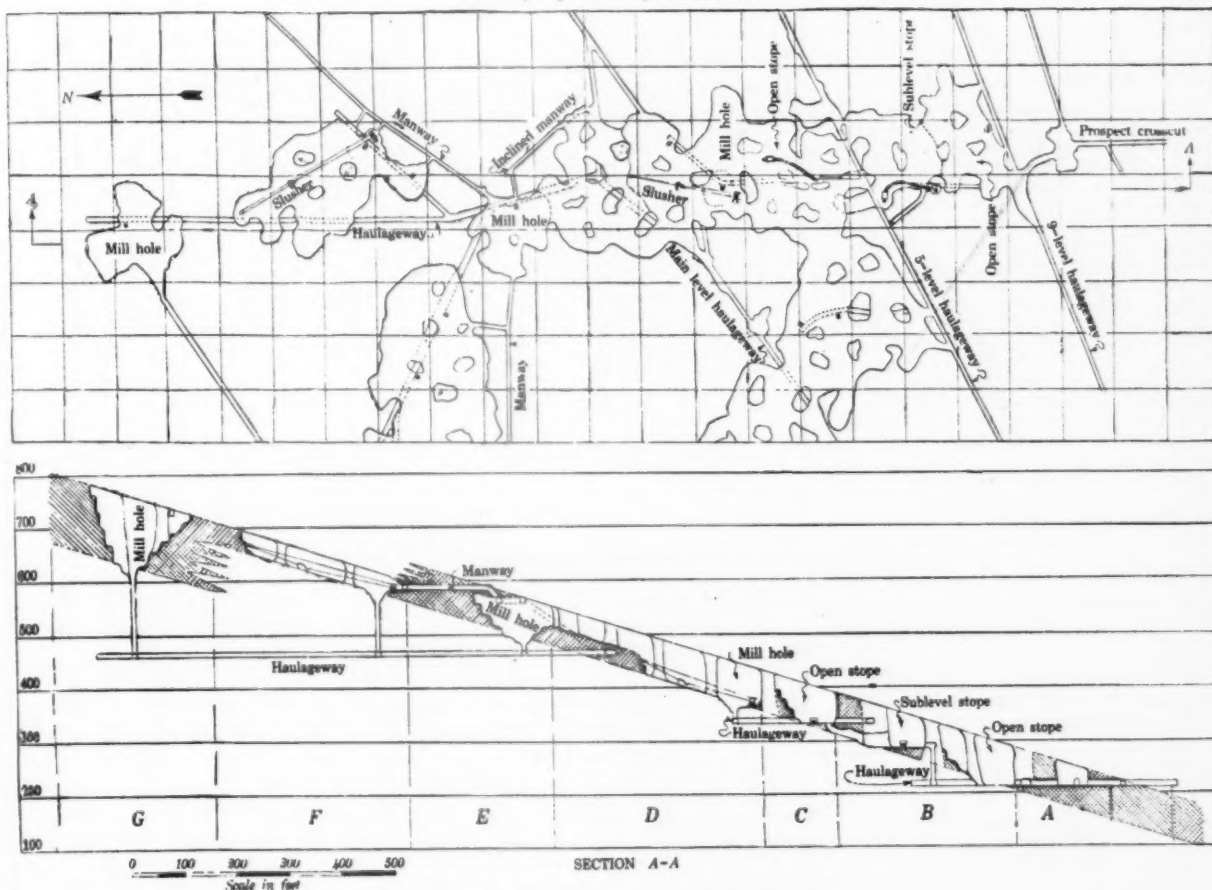 N
Manway
Inclined manway
Mill hole
Open stope
Sublevel stope
Prospect crosscut
A
A
Slusher
Slusher
Mill hole
Haulageway
Mill hole
Open stope
Main level haulageway
5-level haulageway
9-level haulageway
Manway
800
700
600
500
400
300
200
100
Mill hole
Manway
Mill hole
Haulageway
Mill hole
Open stope
Haulageway
Sublevel stope
Open stope
Haulageway
G F E D C B A
0 100 200 300 400 500
Scale in feet
SECTION A-A